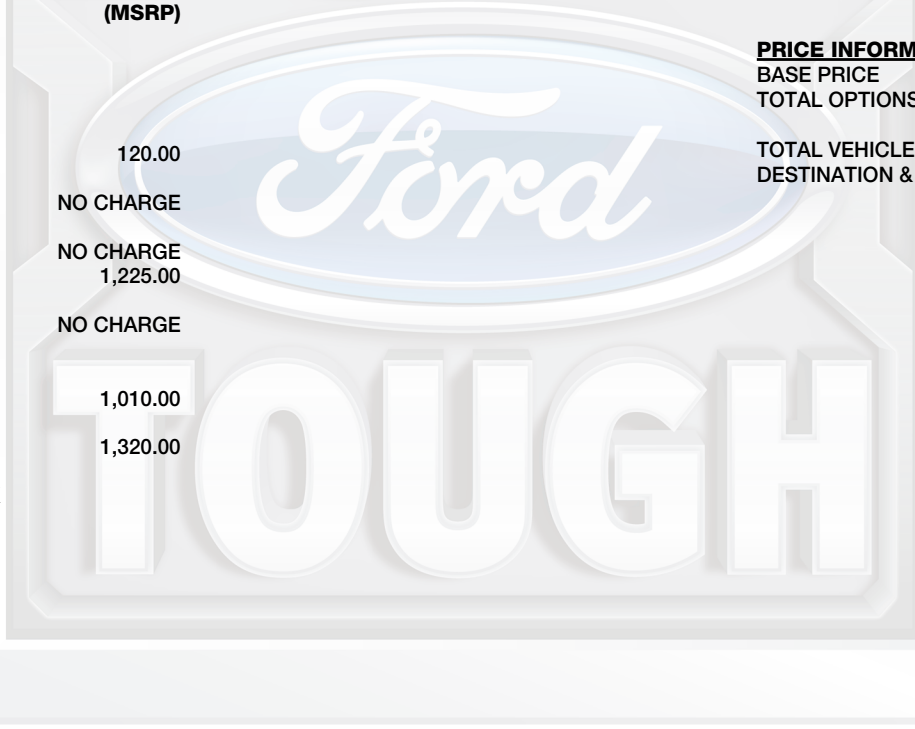 (MSRP)
120.00
NO CHARGE
NO CHARGE
1,225.00
NO CHARGE
1,010.00
1,320.00
PRICE INFORM
BASE PRICE
TOTAL OPTIONS
TOTAL VEHICLE
DESTINATION &
Ford
TOUGH